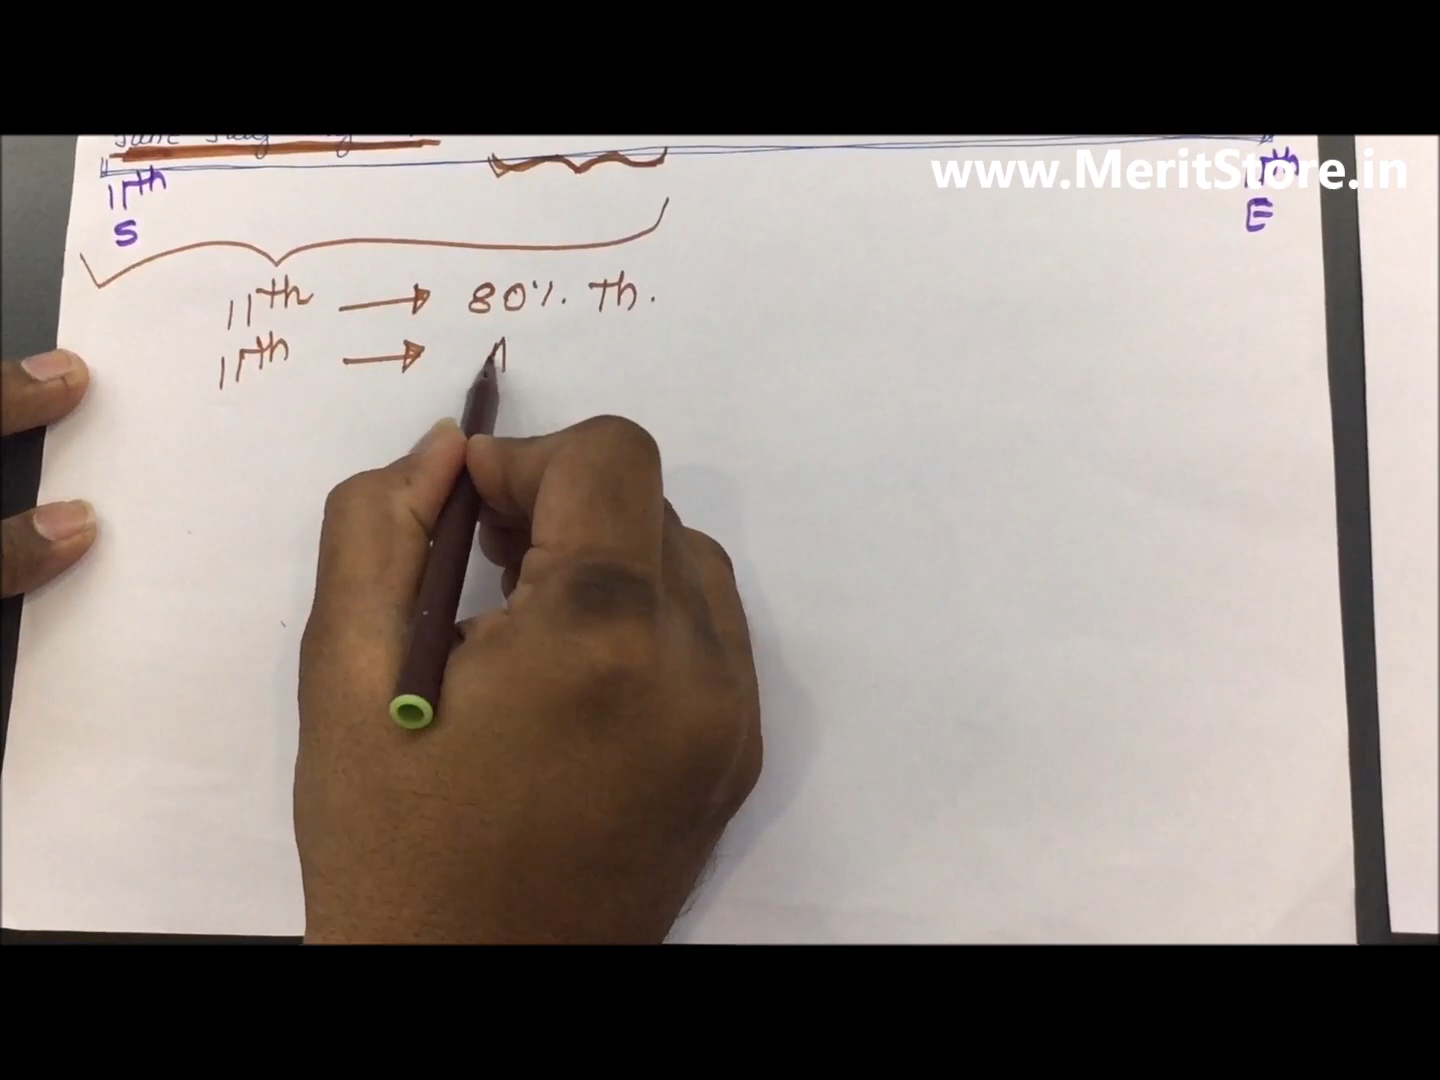 www.MeritStore.in
11th
S
E
11th → 80% Th.
11th →